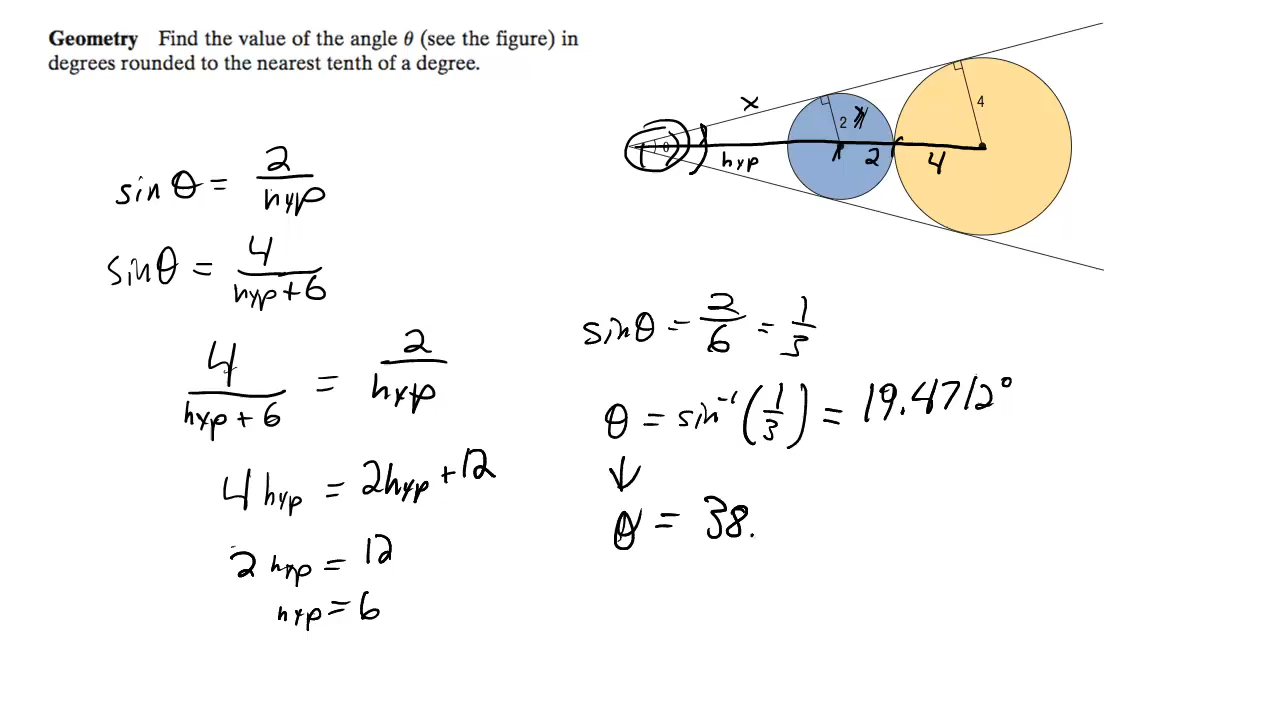 Geometry Find the value of the angle θ (see the figure) in
degrees rounded to the nearest tenth of a degree.
x
4
2
θ
hyp
2
4
sin θ = 2/hyp
sin θ = 4/(hyp + 6)
4/(hyp + 6) = 2/hyp
4 hyp = 2hyp + 12
2 hyp = 12
hyp = 6
sin θ = 2/6 = 1/3
θ = sin⁻¹(1/3) = 19.4712°
↓
θ = 38.